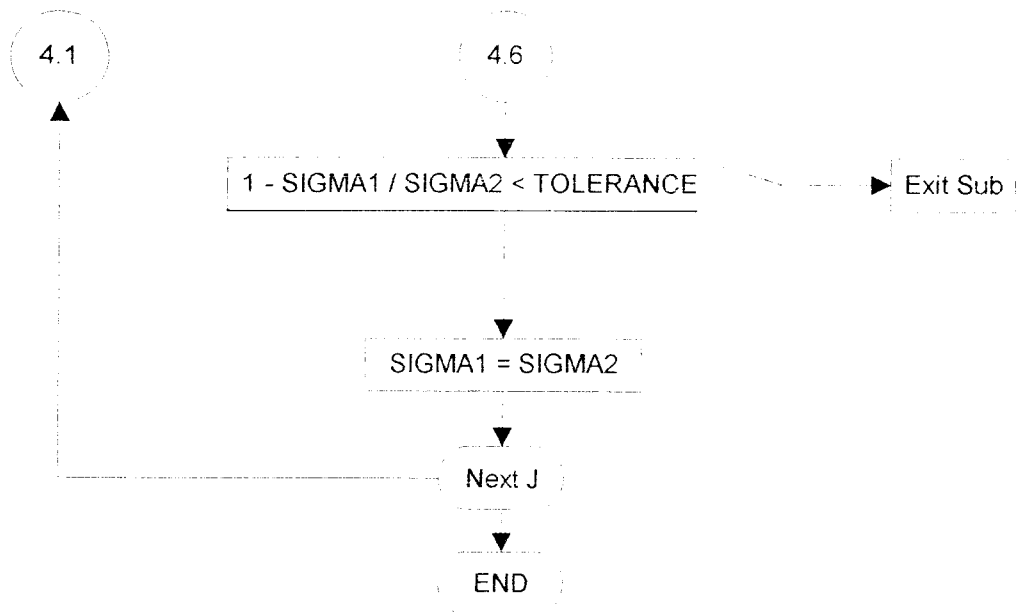 4.1
4.6
1 - SIGMA1 / SIGMA2 < TOLERANCE
Exit Sub
SIGMA1 = SIGMA2
Next J
END